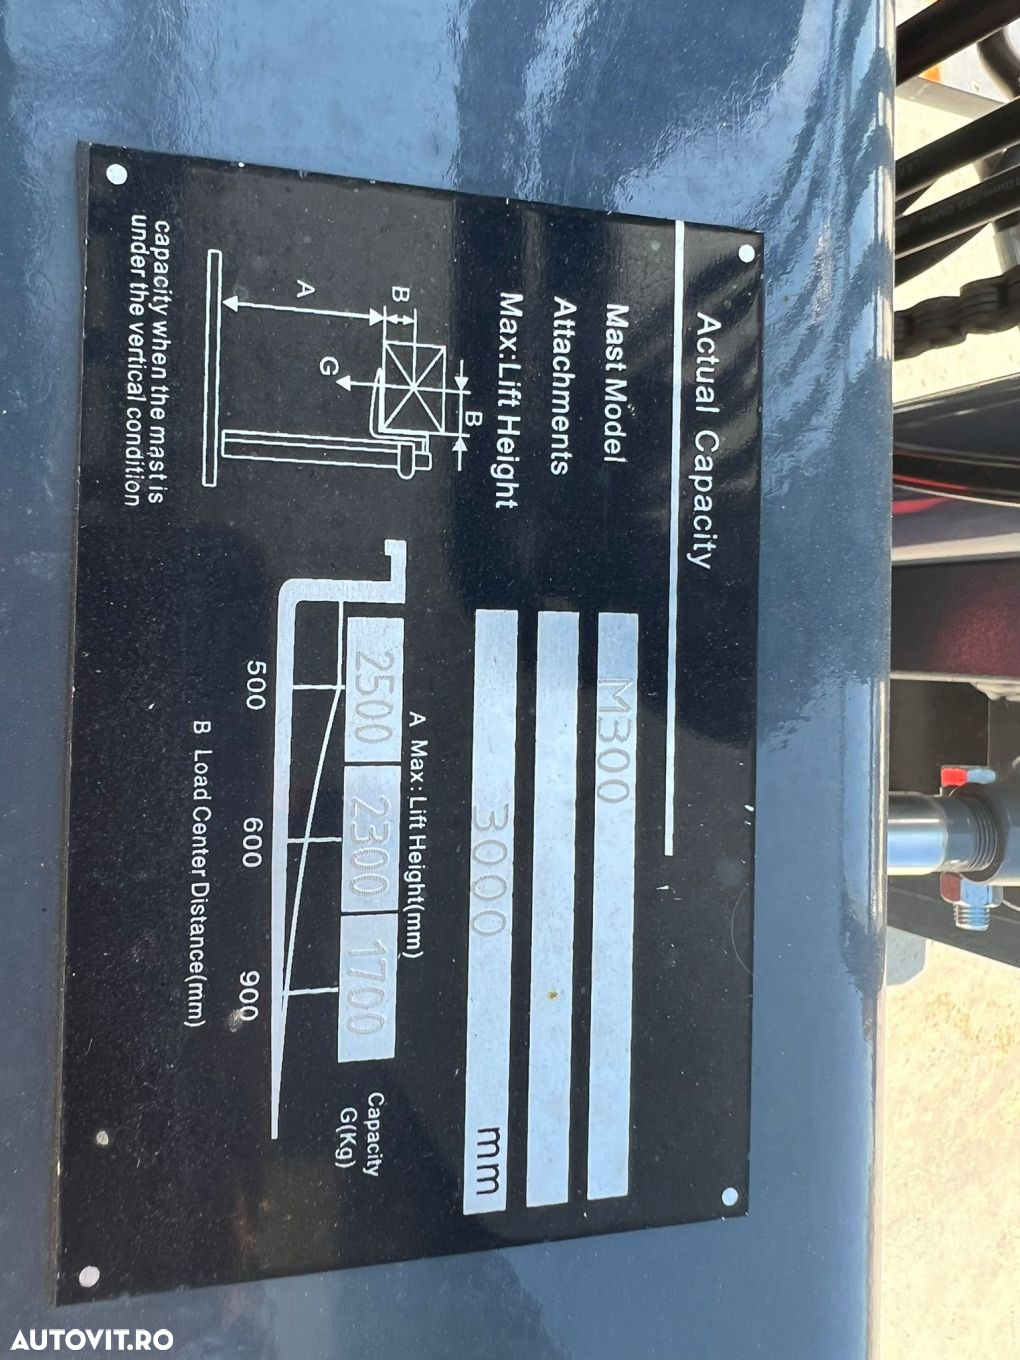 Actual Capacity
Mast Model M300
Attachments
Max:Lift Height 3000 mm
B
B
A
G
A Max:Lift Height(mm)
2500 2300 1700
Capacity
G(Kg)
500 600 900
B Load Center Distance(mm)
capacity when the mast is
under the vertical condition
AUTOVIT.RO